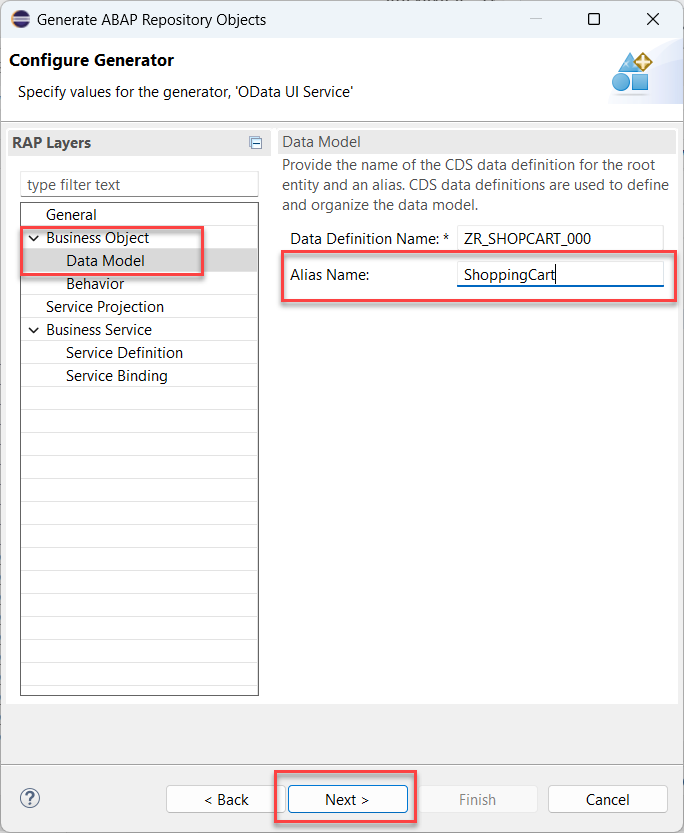 Generate ABAP Repository Objects
Configure Generator
Specify values for the generator, 'OData UI Service'
RAP Layers
type filter text
General
Business Object
Data Model
Behavior
Service Projection
Business Service
Service Definition
Service Binding
Data Model
Provide the name of the CDS data definition for the root
entity and an alias. CDS data definitions are used to define
and organize the data model.
Data Definition Name: * ZR_SHOPCART_000
Alias Name: ShoppingCart
? < Back Next > Finish Cancel